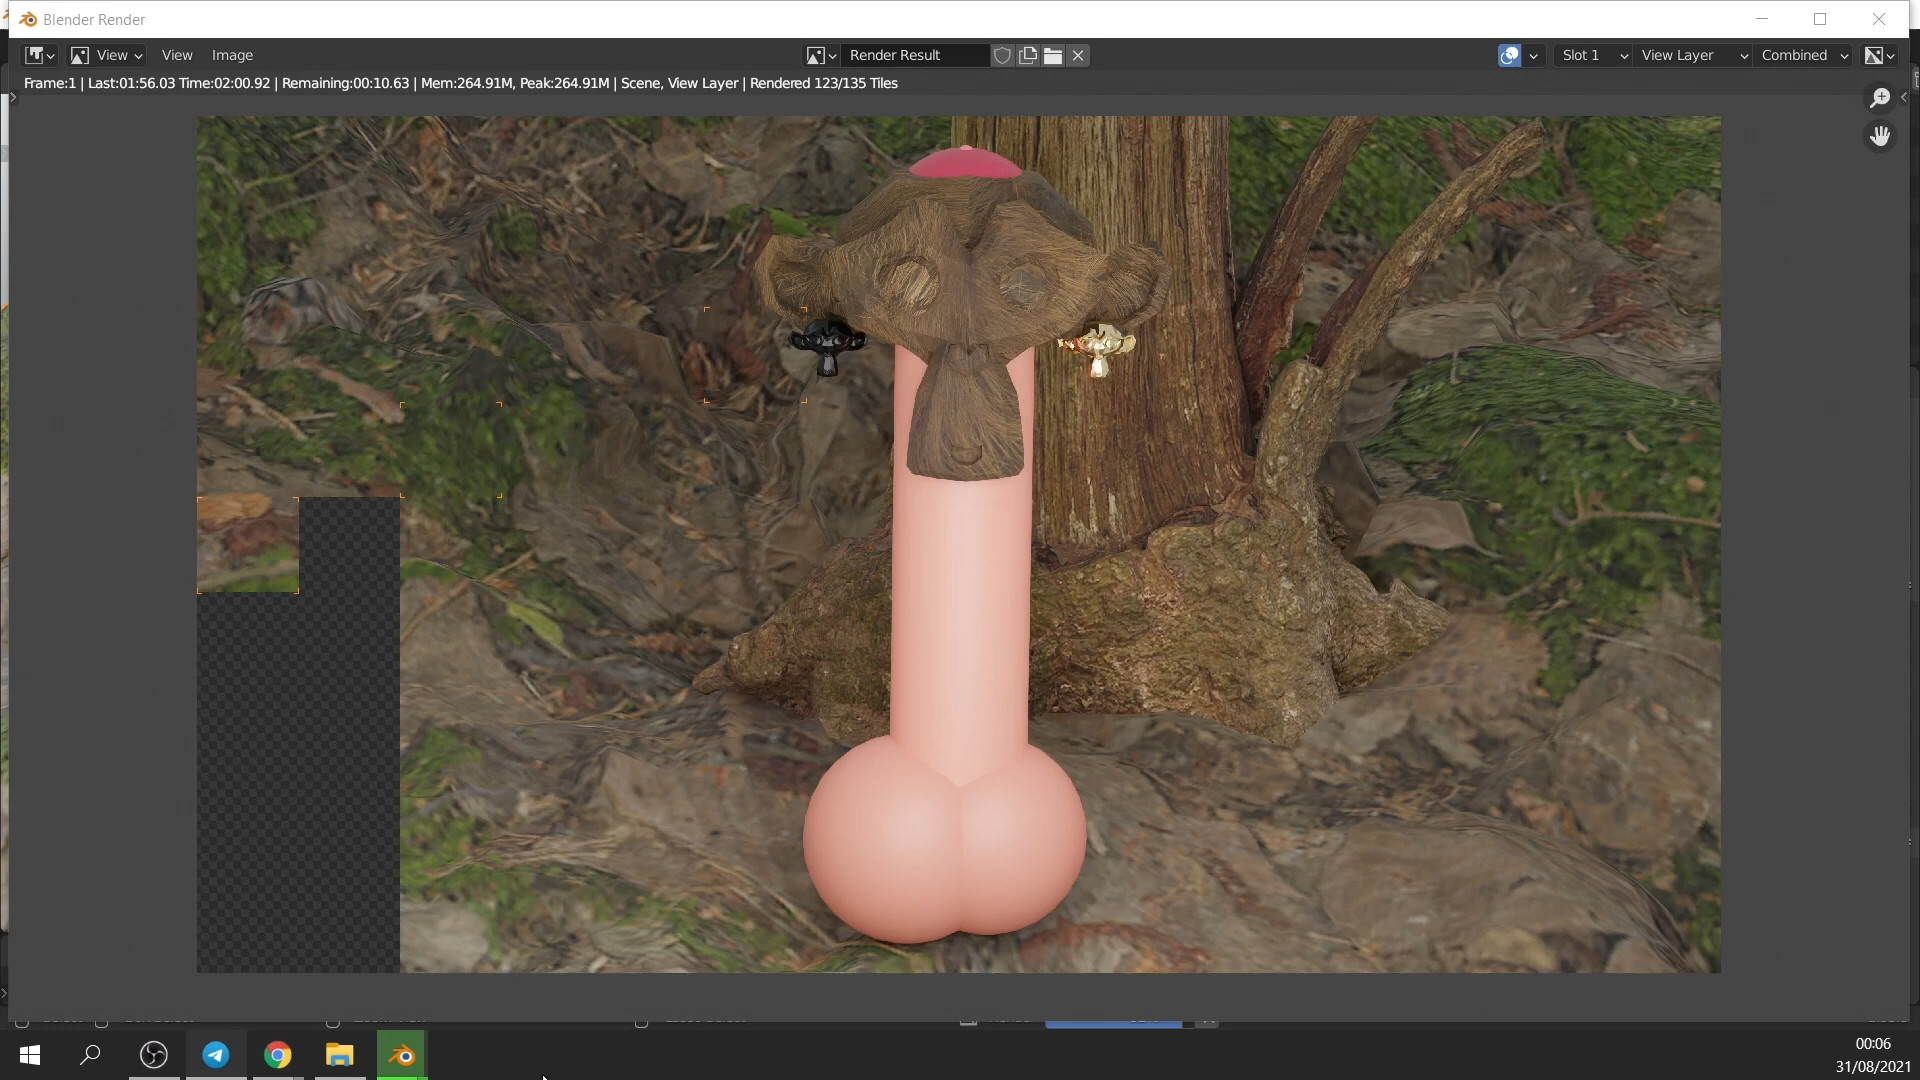 Blender Render
View View Image Render Result Slot 1 View Layer Combined
Frame:1 | Last:01:56.03 Time:02:00.92 | Remaining:00:10.63 | Mem:264.91M, Peak:264.91M | Scene, View Layer | Rendered 123/135 Tiles
00:06
31/08/2021